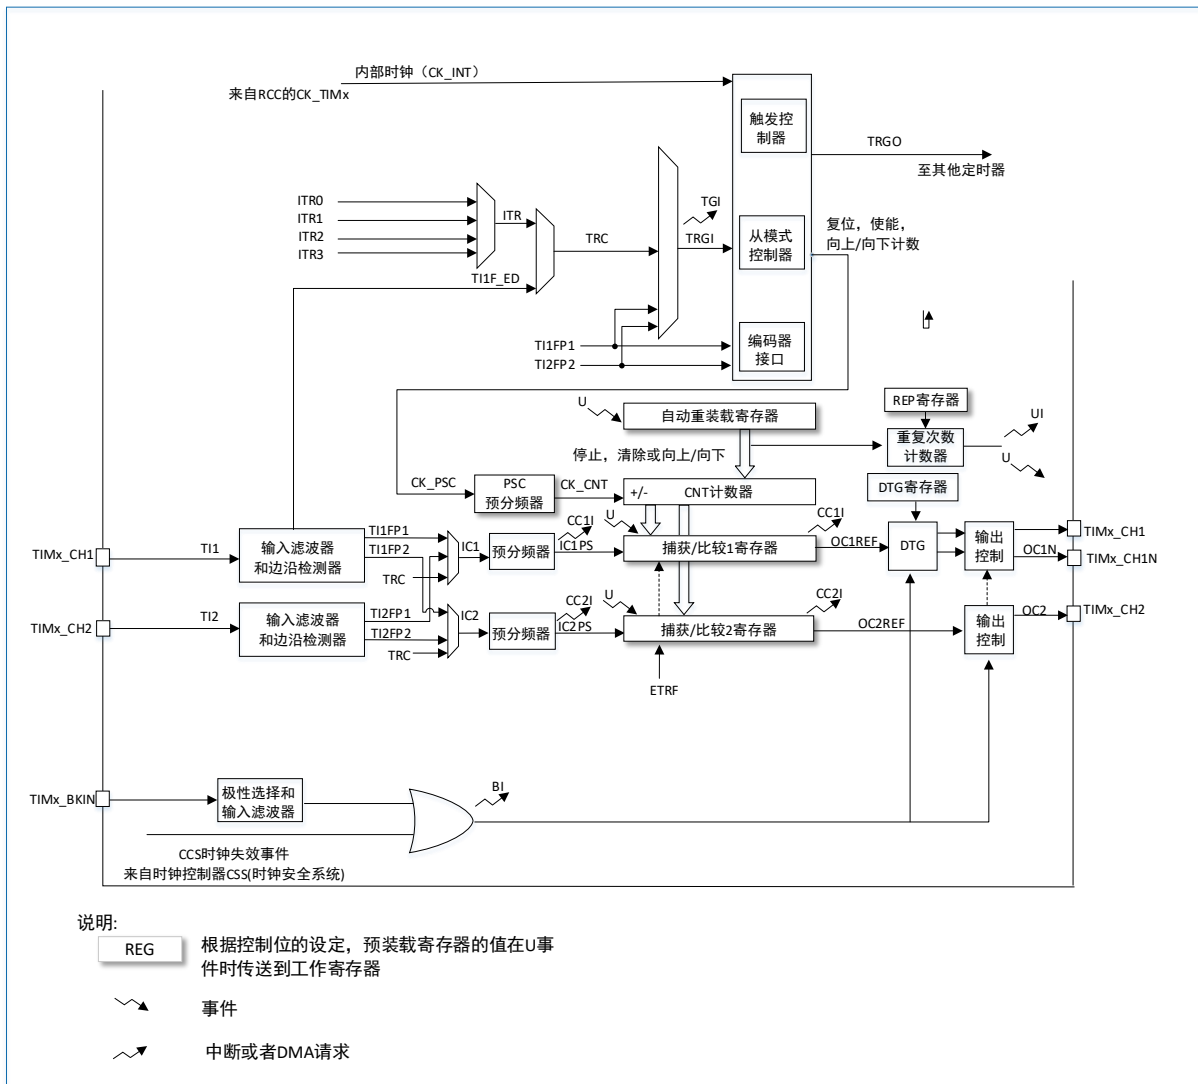 内部时钟（CK_INT）
来自RCC的CK_TIMx
触发控
制器
TRGO
至其他定时器
ITR0
ITR1
ITR2
ITR3
ITR
TI1F_ED
TRC
TGI
TRGI
从模式
控制器
复位，使能，
向上/向下计数
TI1FP1
TI2FP2
编码器
接口
U
自动重装载寄存器
REP寄存器
UI
重复次数
计数器
U
停止，清除或向上/向下
CK_PSC
PSC
预分频器
CK_CNT
+/-
CNT计数器
DTG寄存器
TIMx_CH1
TI1
输入滤波器
和边沿检测器
TI1FP1
TI1FP2
TRC
IC1
预分频器
CC1I
IC1PS
U
捕获/比较1寄存器
CC1I
OC1REF
DTG
输出
控制
OC1N
TIMx_CH1
TIMx_CH1N
TIMx_CH2
TI2
输入滤波器
和边沿检测器
TI2FP1
TI2FP2
TRC
IC2
预分频器
CC2I
IC2PS
U
捕获/比较2寄存器
CC2I
OC2REF
输出
控制
OC2
TIMx_CH2
ETRF
TIMx_BKIN
极性选择和
输入滤波器
BI
CCS时钟失效事件
来自时钟控制器CSS(时钟安全系统)
说明:
REG
根据控制位的设定，预装载寄存器的值在U事
件时传送到工作寄存器
事件
中断或者DMA请求